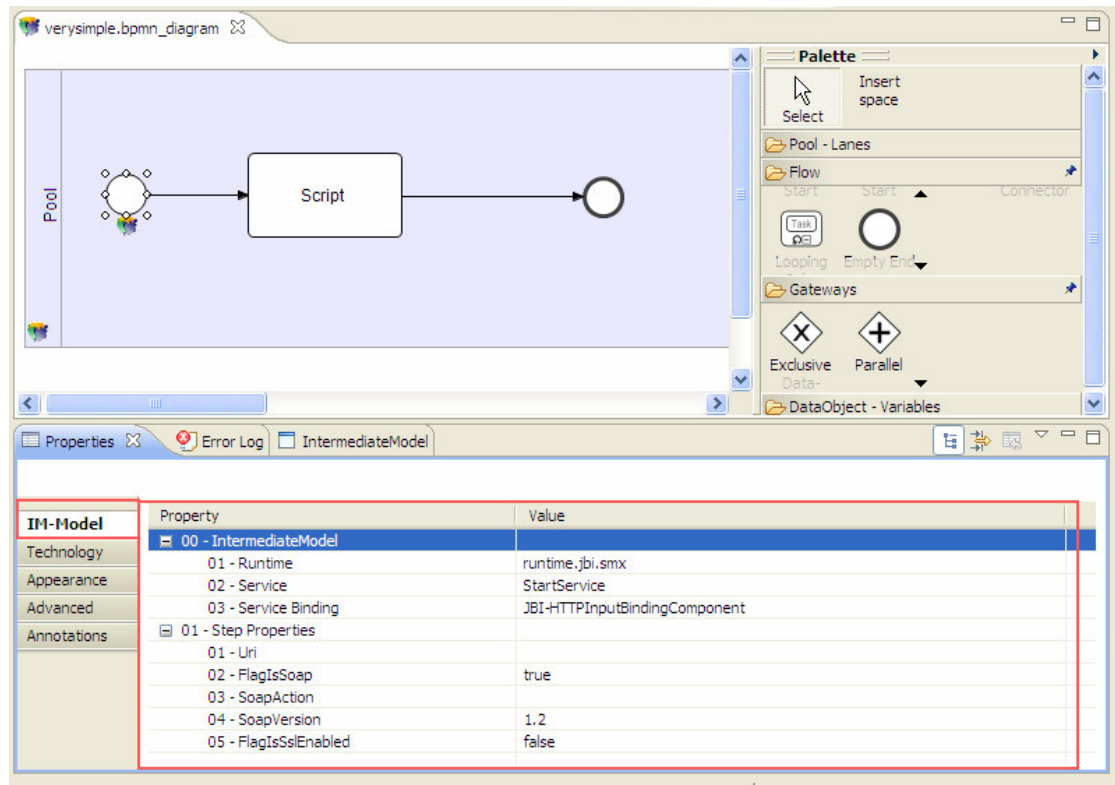 verysimple.bpmn_diagram
Palette
Select
Insert
space
Pool - Lanes
Flow
Start Start Connector
Task
Looping Empty End
Gateways
Exclusive Parallel
Data-
DataObject - Variables
Pool
Script
Properties Error Log IntermediateModel
IM-Model
Technology
Appearance
Advanced
Annotations
Property Value
00 - IntermediateModel
01 - Runtime runtime.jbi.smx
02 - Service StartService
03 - Service Binding JBI-HTTPInputBindingComponent
01 - Step Properties
01 - Uri
02 - FlagIsSoap true
03 - SoapAction
04 - SoapVersion 1.2
05 - FlagIsSslEnabled false